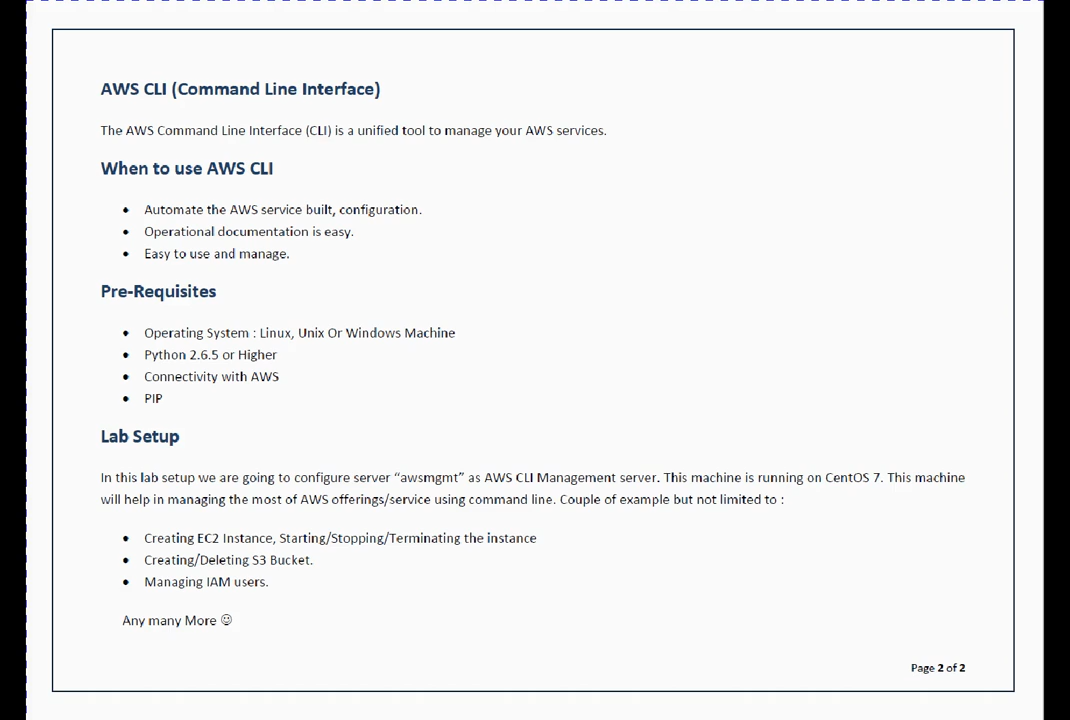 AWS CLI (Command Line Interface)
The AWS Command Line Interface (CLI) is a unified tool to manage your AWS services.
When to use AWS CLI
• Automate the AWS service built, configuration.
• Operational documentation is easy.
• Easy to use and manage.
Pre-Requisites
• Operating System : Linux, Unix Or Windows Machine
• Python 2.6.5 or Higher
• Connectivity with AWS
• PIP
Lab Setup
In this lab setup we are going to configure server “awsmgmt” as AWS CLI Management server. This machine is running on CentOS 7. This machine
will help in managing the most of AWS offerings/service using command line. Couple of example but not limited to :
• Creating EC2 Instance, Starting/Stopping/Terminating the instance
• Creating/Deleting S3 Bucket.
• Managing IAM users.
Any many More ☺
Page 2 of 2